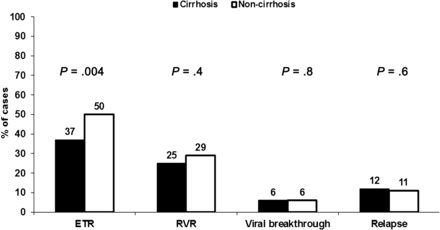 Cirrhosis Non-cirrhosis
100
90
80
70
60
50
40
30
20
10
0
% of cases
P = .004 P = .4 P = .8 P = .6
37 50 25 29 6 6 12 11
ETR RVR Viral breakthrough Relapse